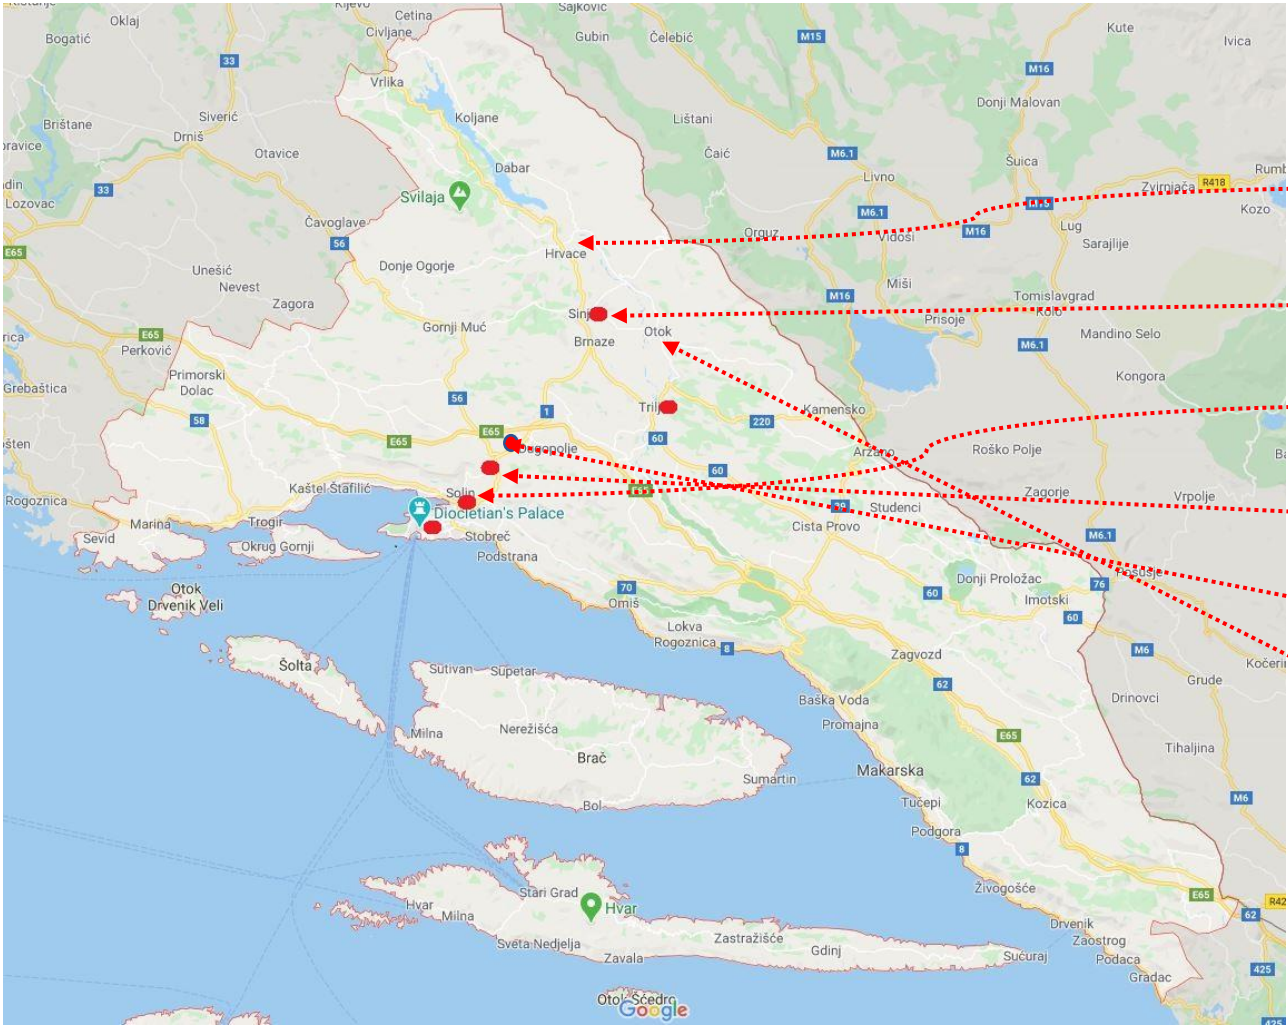 Oklaj
Kijevo
Cetina
Civljane
Bogatić
33
Vrlika
Koljane
Siverić
Brištane
Drniš
Otavice
Dabar
33
Lozovac
Svilaja
Čavoglave
56
E65
Hrvace
Donje Ogorje
Unešić
Nevest
Zagora
Sinj
Otok
Gornji Muć
E65
Perković
Brnaze
Primorski
Dolac
Grebaštica
56
58
1
E65
E65
Trilj
60
220
Kamensko
Dugopolje
Aržano
60
Kaštel Štafilić
Solin
Rogoznica
Marina
Trogir
Diocletian's Palace
Sevid
Okrug Gornji
Stobreč
Podstrana
39
Studenci
Cista Provo
Sajković
Gubin
Čelebić
M15
Kute
Ivica
M16
Donji Malovan
Lištani
Čaić
M6.1
Livno
Šuica
Zvirnjača
R418
Kozo
M6.1
Vidoši
M16
Lug
Sarajlije
Orguz
Miši
M16
Tomislavgrad
Kolo
Prisoje
Mandino Selo
M6.1
Kongora
Roško Polje
Zagorje
Vrpolje
M6.1
Posušje
76
Otok
Drvenik Veli
70
Omiš
60
Donji Proložac
Imotski
60
Lokva
Rogoznica
8
Zagvozd
M6
Kočerin
Grude
62
Drinovci
Šolta
Sutivan
Supetar
Baška Voda
Promajna
Milna
Nerežišća
E65
Tihaljina
Brač
Makarska
Sumartin
62
M6
Bol
Tučepi
Kozica
Podgora
8
Živogošće
Stari Grad
E65
Hvar
Milna
Hvar
62
R42
Drvenik
Zastražišće
Zaostrog
Sveta Nedjelja
Gdinj
Sućuraj
Podaca
Zavala
Gradac
425
Otok Šćedro
Google